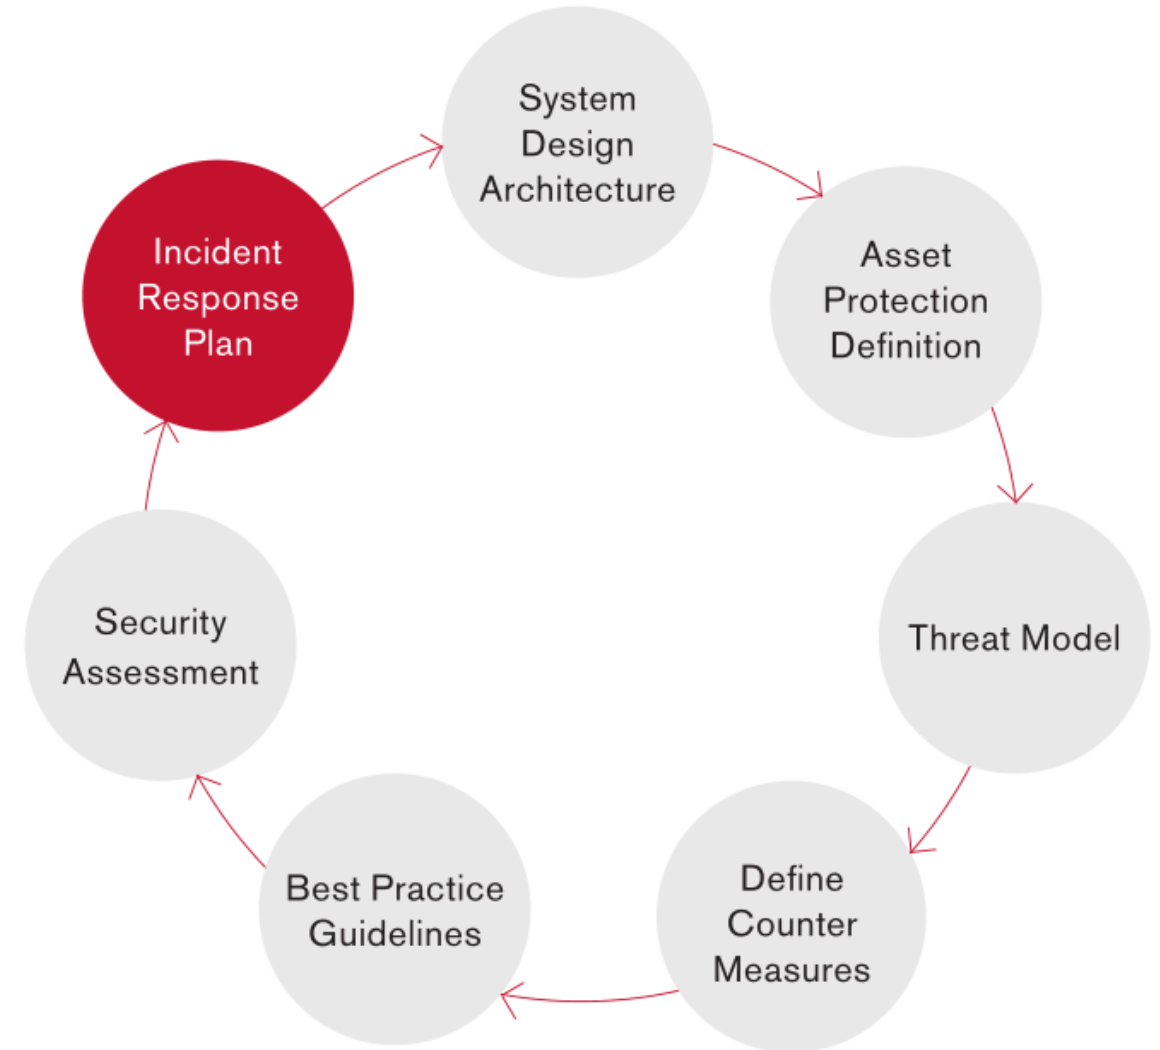 System
Design
Architecture
Asset
Protection
Definition
Threat Model
Define
Counter
Measures
Best Practice
Guidelines
Security
Assessment
Incident
Response
Plan